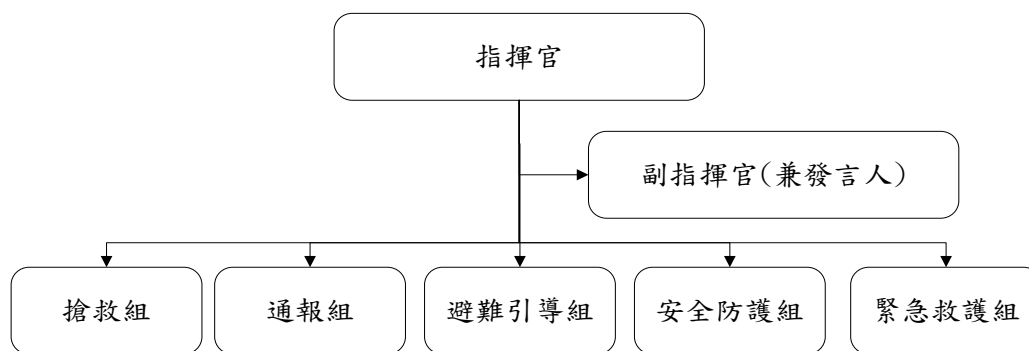 指揮官
副指揮官(兼發言人)
搶救組
通報組
避難引導組
安全防護組
緊急救護組